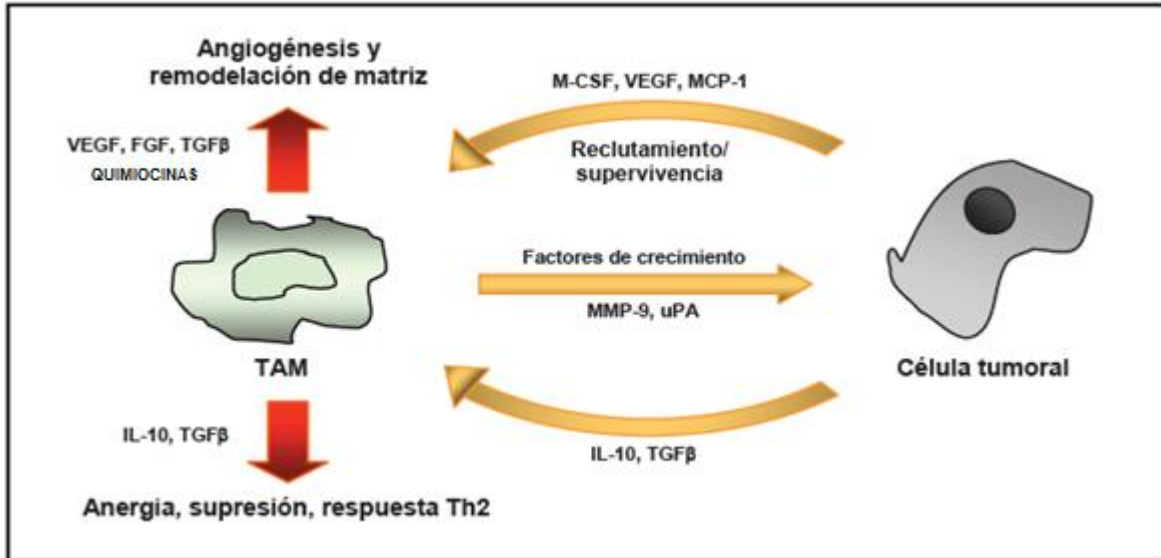 Angiogénesis y
remodelación de matriz
M-CSF, VEGF, MCP-1
VEGF, FGF, TGFβ
QUIMIOCINAS
Reclutamiento/
supervivencia
Factores de crecimiento
MMP-9, uPA
TAM
Célula tumoral
IL-10, TGFβ
IL-10, TGFβ
Anergia, supresión, respuesta Th2